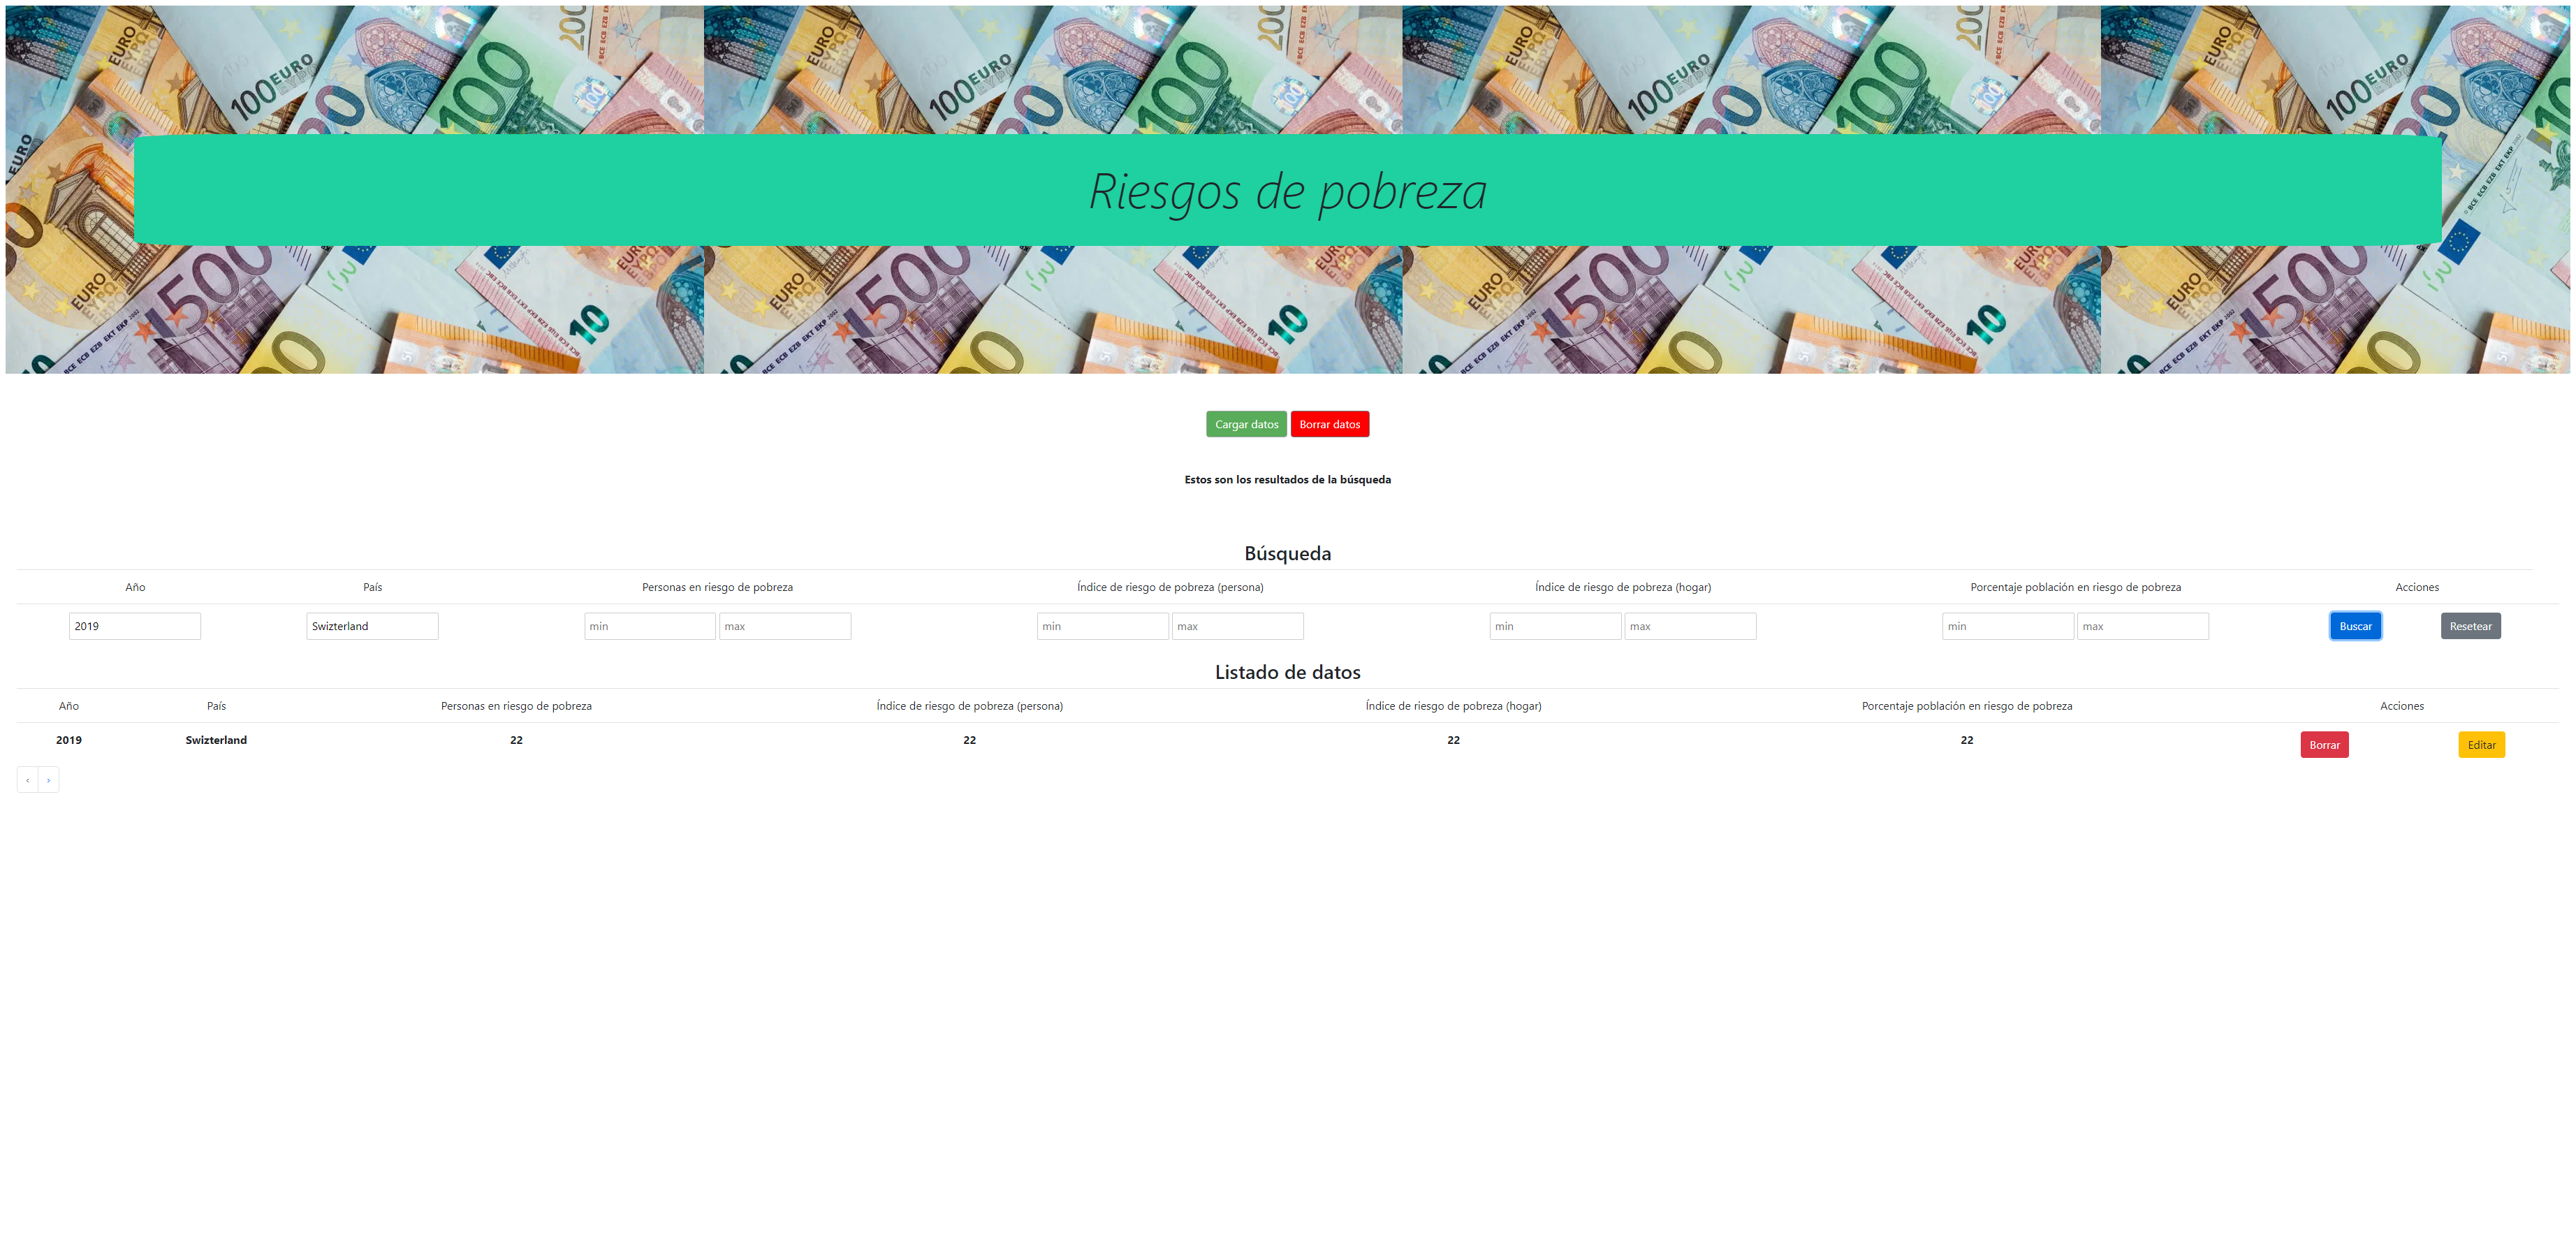 Riesgos de pobreza
Cargar datos Borrar datos
Estos son los resultados de la búsqueda
Búsqueda
Año País Personas en riesgo de pobreza Índice de riesgo de pobreza (persona) Índice de riesgo de pobreza (hogar) Porcentaje población en riesgo de pobreza Acciones
2019 Swizterland min max min max min max min max Buscar Resetear
Listado de datos
Año País Personas en riesgo de pobreza Índice de riesgo de pobreza (persona) Índice de riesgo de pobreza (hogar) Porcentaje población en riesgo de pobreza Acciones
2019 Swizterland 22 22 22 22 Borrar Editar
‹ ›